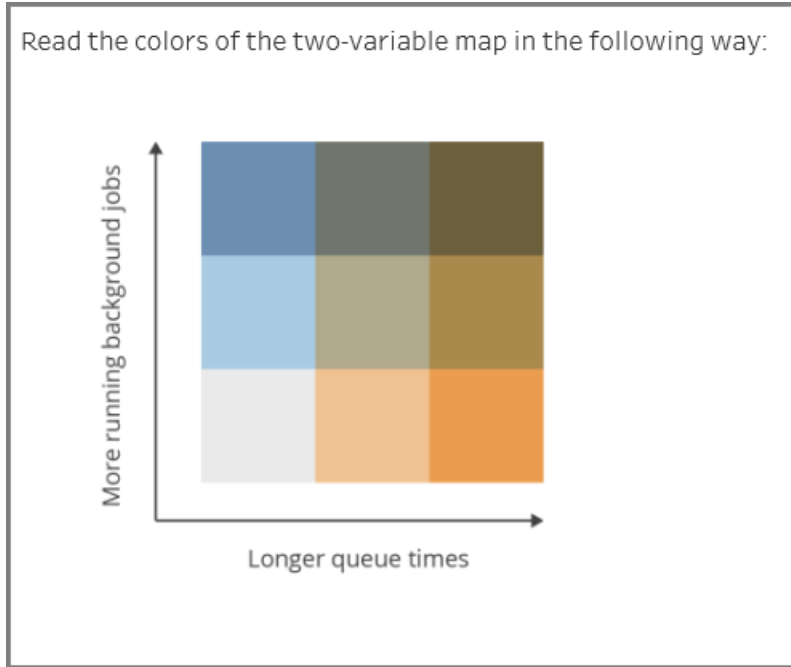 Read the colors of the two-variable map in the following way:
More running background jobs
Longer queue times